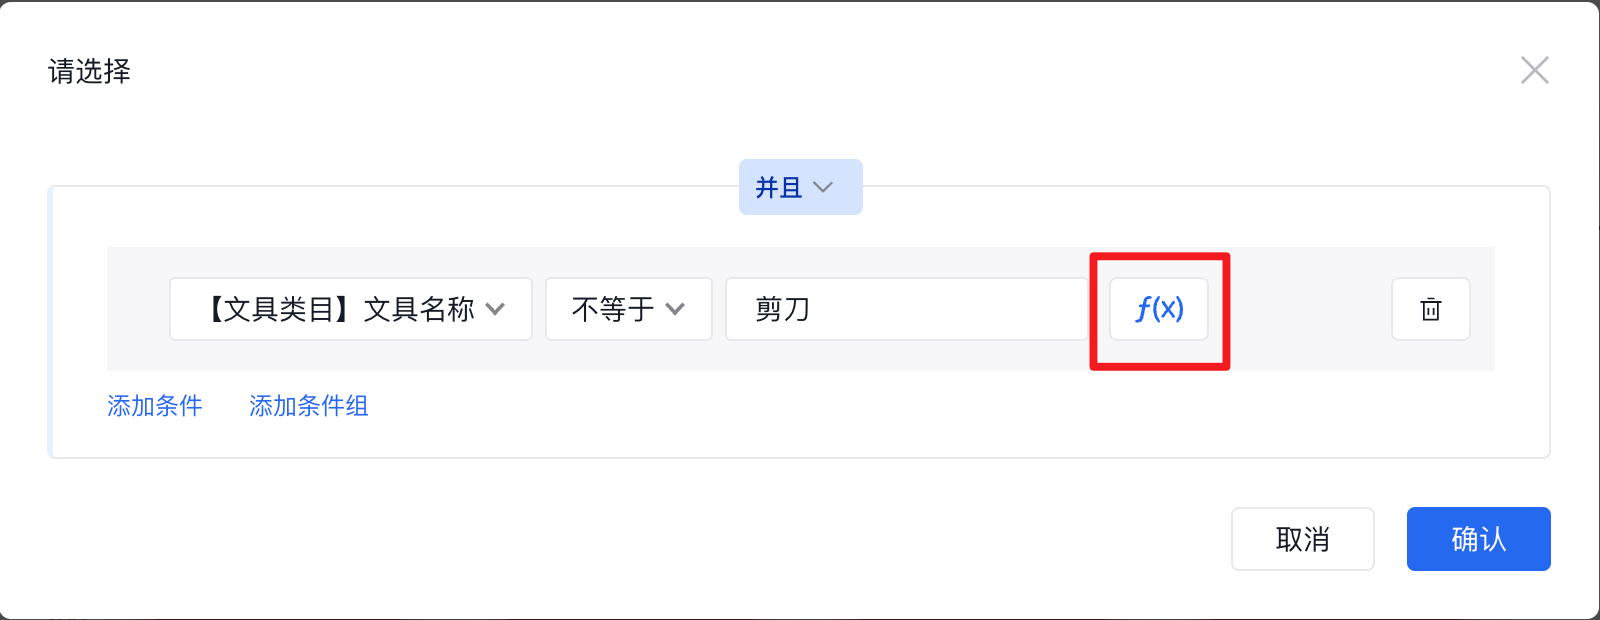 请选择
并且
【文具类目】文具名称 不等于 剪刀 f(x)
添加条件 添加条件组
取消 确认